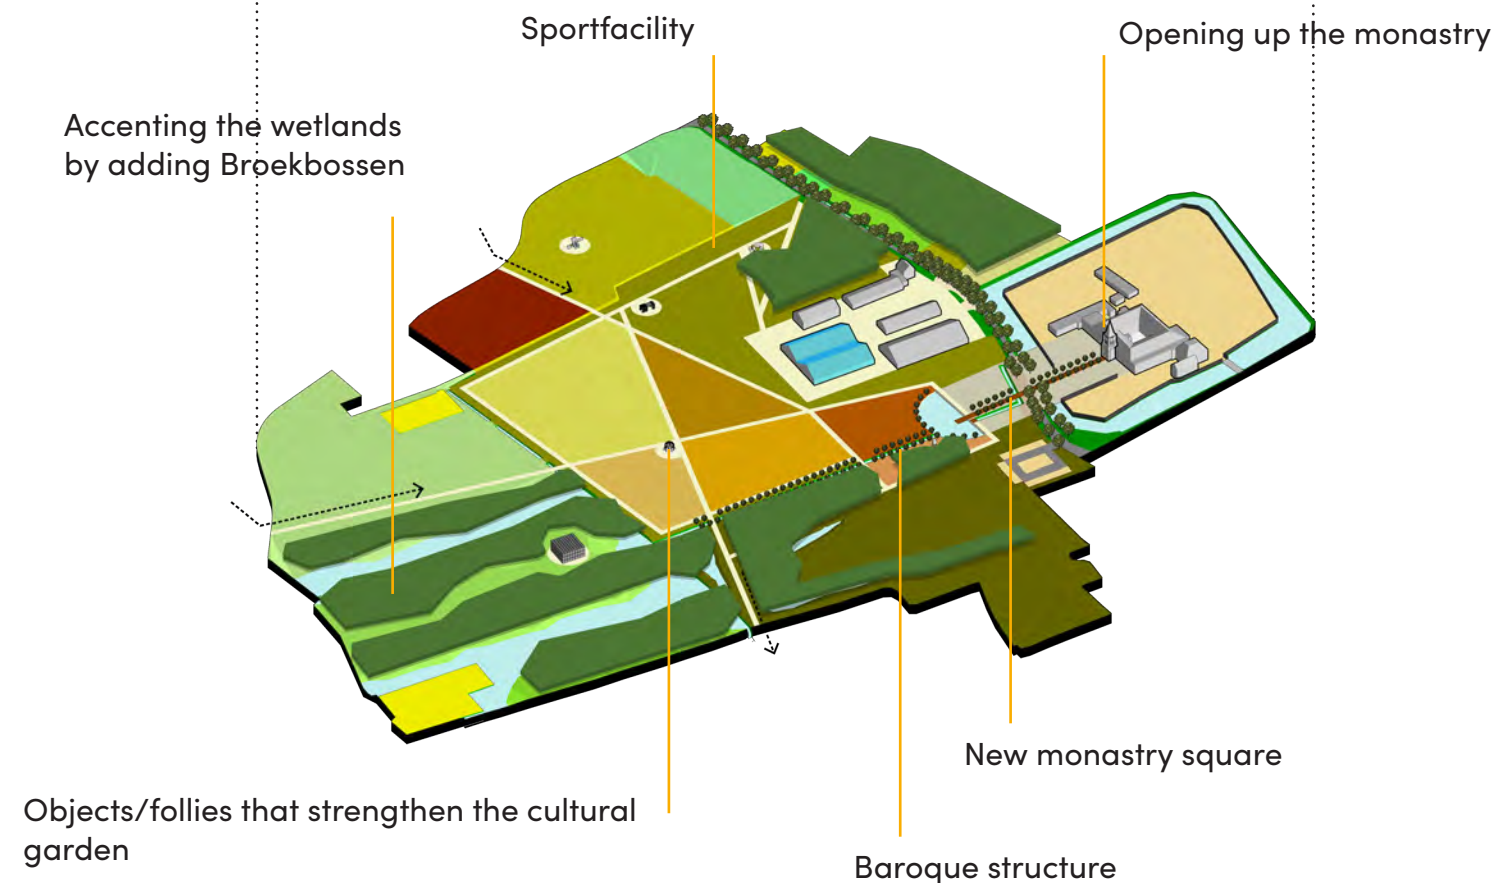 Sportfacility
Opening up the monastry
Accenting the wetlands
by adding Broekbossen
New monastry square
Objects/follies that strengthen the cultural
garden
Baroque structure